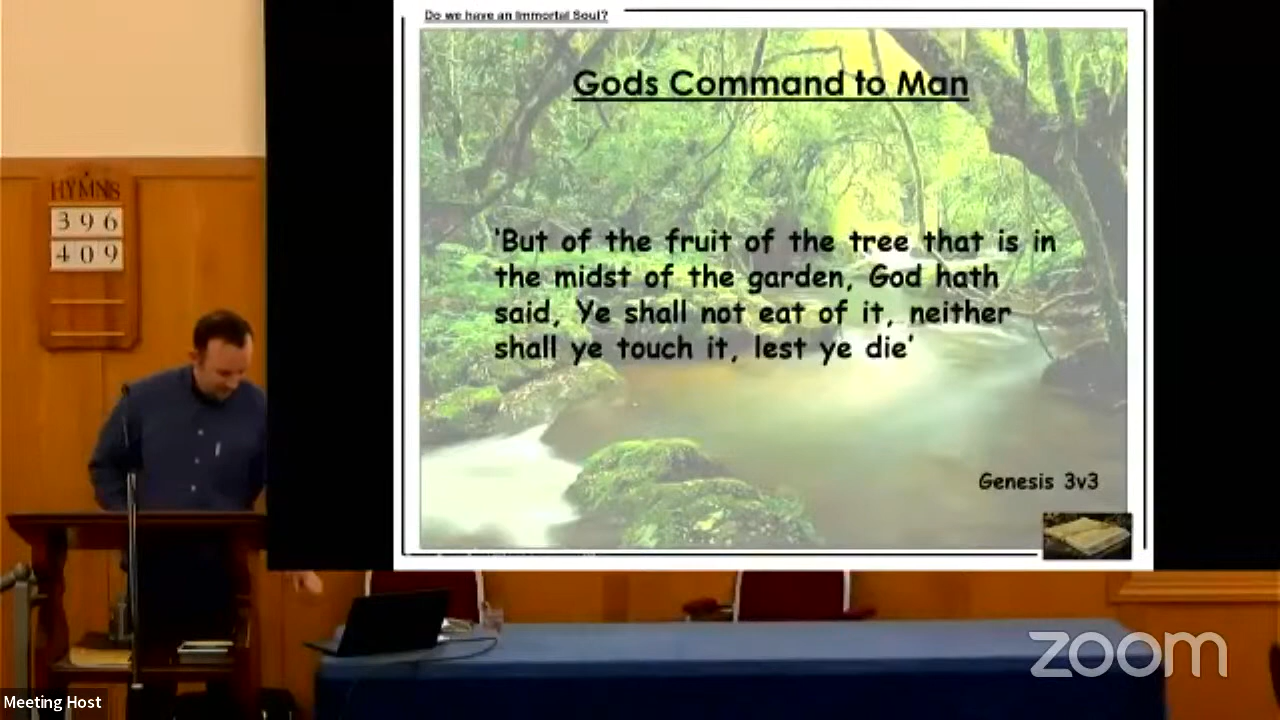 Do we have an Immortal Soul?
Gods Command to Man
HYMNS
396
409
‘But of the fruit of the tree that is in
the midst of the garden, God hath
said, Ye shall not eat of it, neither
shall ye touch it, lest ye die’
Genesis 3v3
zoom
Meeting Host